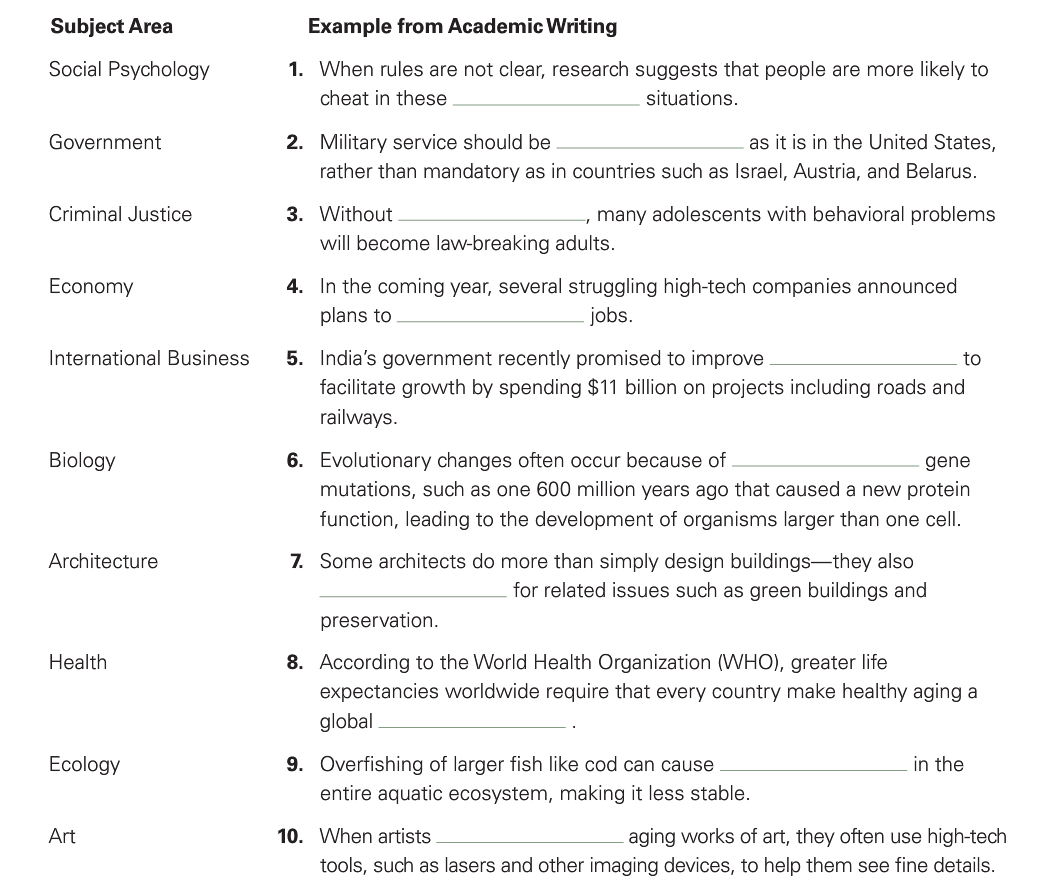 Subject Area Example from Academic Writing
Social Psychology 1. When rules are not clear, research suggests that people are more likely to
cheat in these ____________ situations.
Government 2. Military service should be ____________ as it is in the United States,
rather than mandatory as in countries such as Israel, Austria, and Belarus.
Criminal Justice 3. Without ____________, many adolescents with behavioral problems
will become law-breaking adults.
Economy 4. In the coming year, several struggling high-tech companies announced
plans to ____________ jobs.
International Business 5. India's government recently promised to improve ____________ to
facilitate growth by spending $11 billion on projects including roads and
railways.
Biology 6. Evolutionary changes often occur because of ____________ gene
mutations, such as one 600 million years ago that caused a new protein
function, leading to the development of organisms larger than one cell.
Architecture 7. Some architects do more than simply design buildings—they also
____________ for related issues such as green buildings and
preservation.
Health 8. According to the World Health Organization (WHO), greater life
expectancies worldwide require that every country make healthy aging a
global ____________ .
Ecology 9. Overfishing of larger fish like cod can cause ____________ in the
entire aquatic ecosystem, making it less stable.
Art 10. When artists ____________ aging works of art, they often use high-tech
tools, such as lasers and other imaging devices, to help them see fine details.